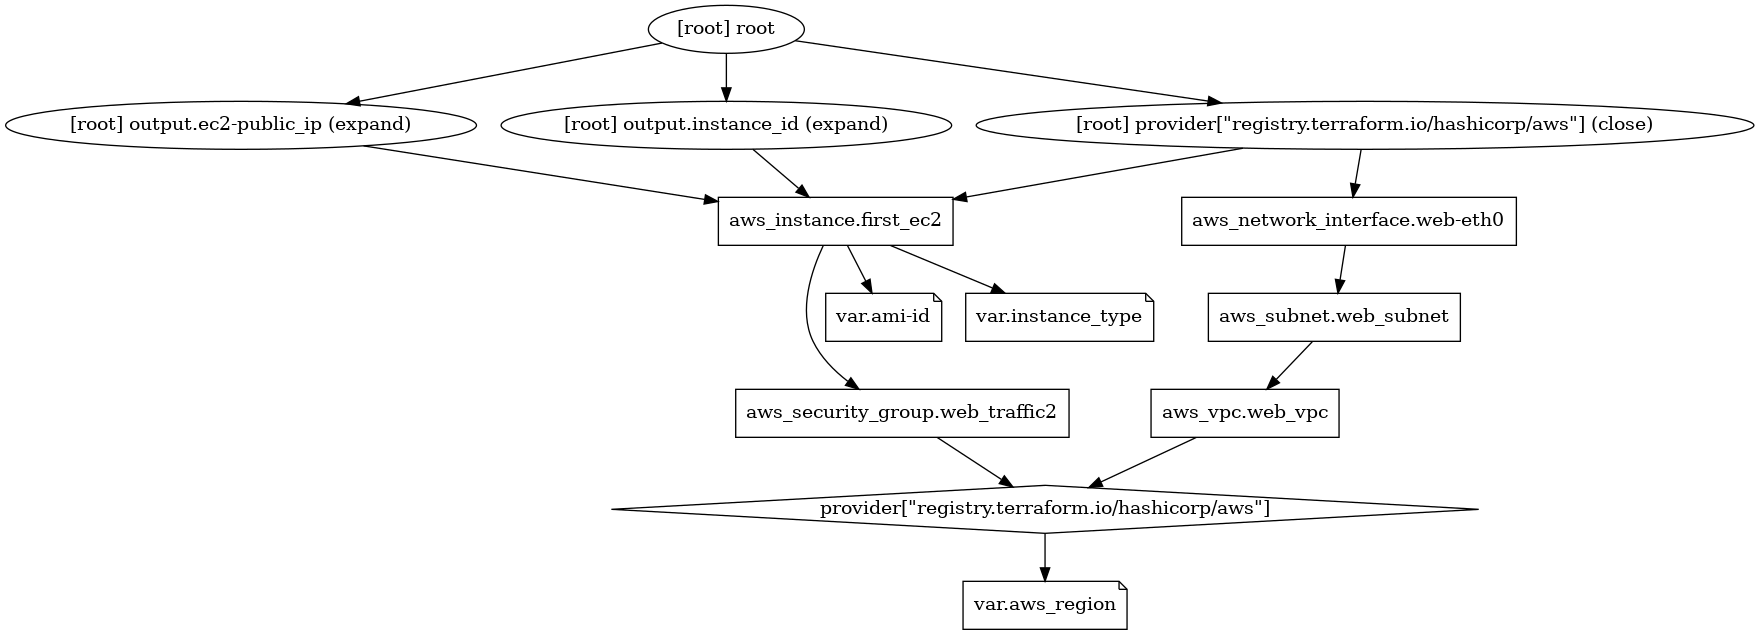 [root] root
[root] output.ec2-public_ip (expand)
[root] output.instance_id (expand)
[root] provider["registry.terraform.io/hashicorp/aws"] (close)
aws_instance.first_ec2
aws_network_interface.web-eth0
var.ami-id
var.instance_type
aws_subnet.web_subnet
aws_security_group.web_traffic2
aws_vpc.web_vpc
provider["registry.terraform.io/hashicorp/aws"]
var.aws_region